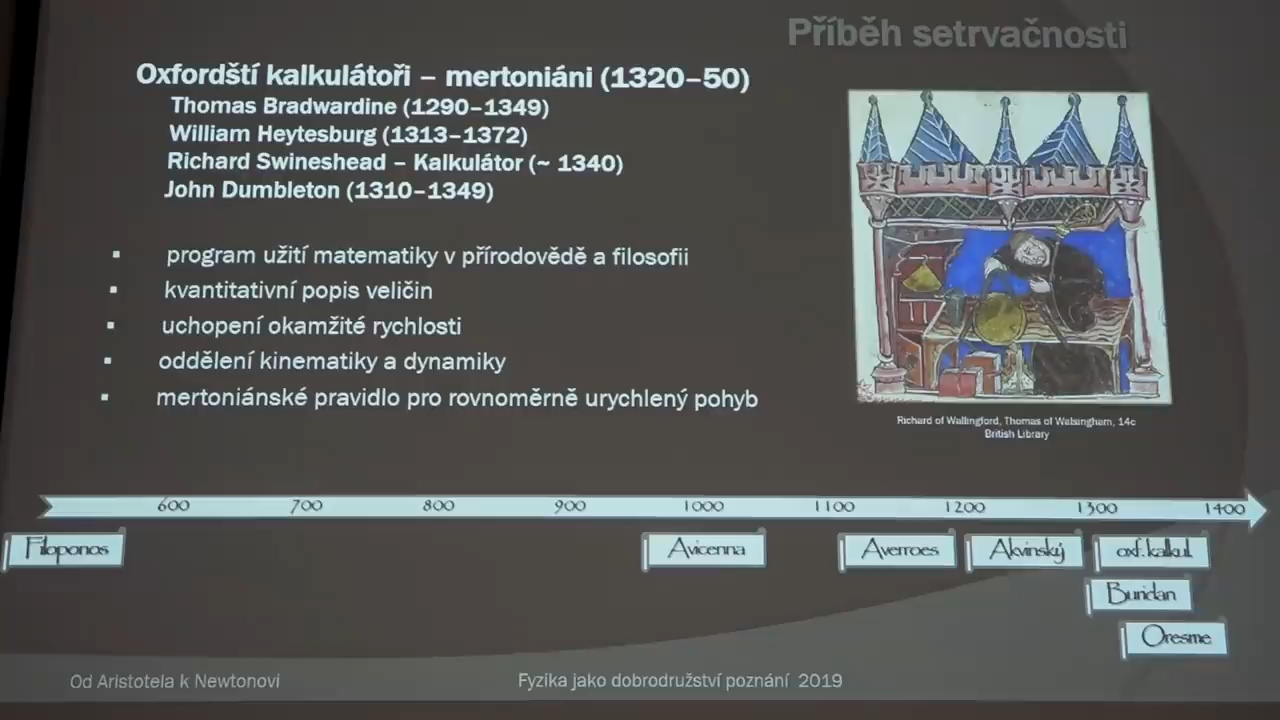 Příběh setrvačnosti
Oxfordští kalkulátoři – mertoniáni (1320–50)
Thomas Bradwardine (1290–1349)
William Heytesburg (1313–1372)
Richard Swineshead – Kalkulátor (~ 1340)
John Dumbleton (1310–1349)
▪ program užití matematiky v přírodovědě a filosofii
▪ kvantitativní popis veličin
▪ uchopení okamžité rychlosti
▪ oddělení kinematiky a dynamiky
▪ mertoniánské pravidlo pro rovnoměrně urychlený pohyb
Richard of Wallingford, Thomas of Walsingham, 14c
British Library
600 700 800 900 1000 1100 1200 1300 1400
Filoponos Avicenna Averroes Akvinský oxf. kalkul.
Buridan
Oresme
Od Aristotela k Newtonovi Fyzika jako dobrodružství poznání 2019